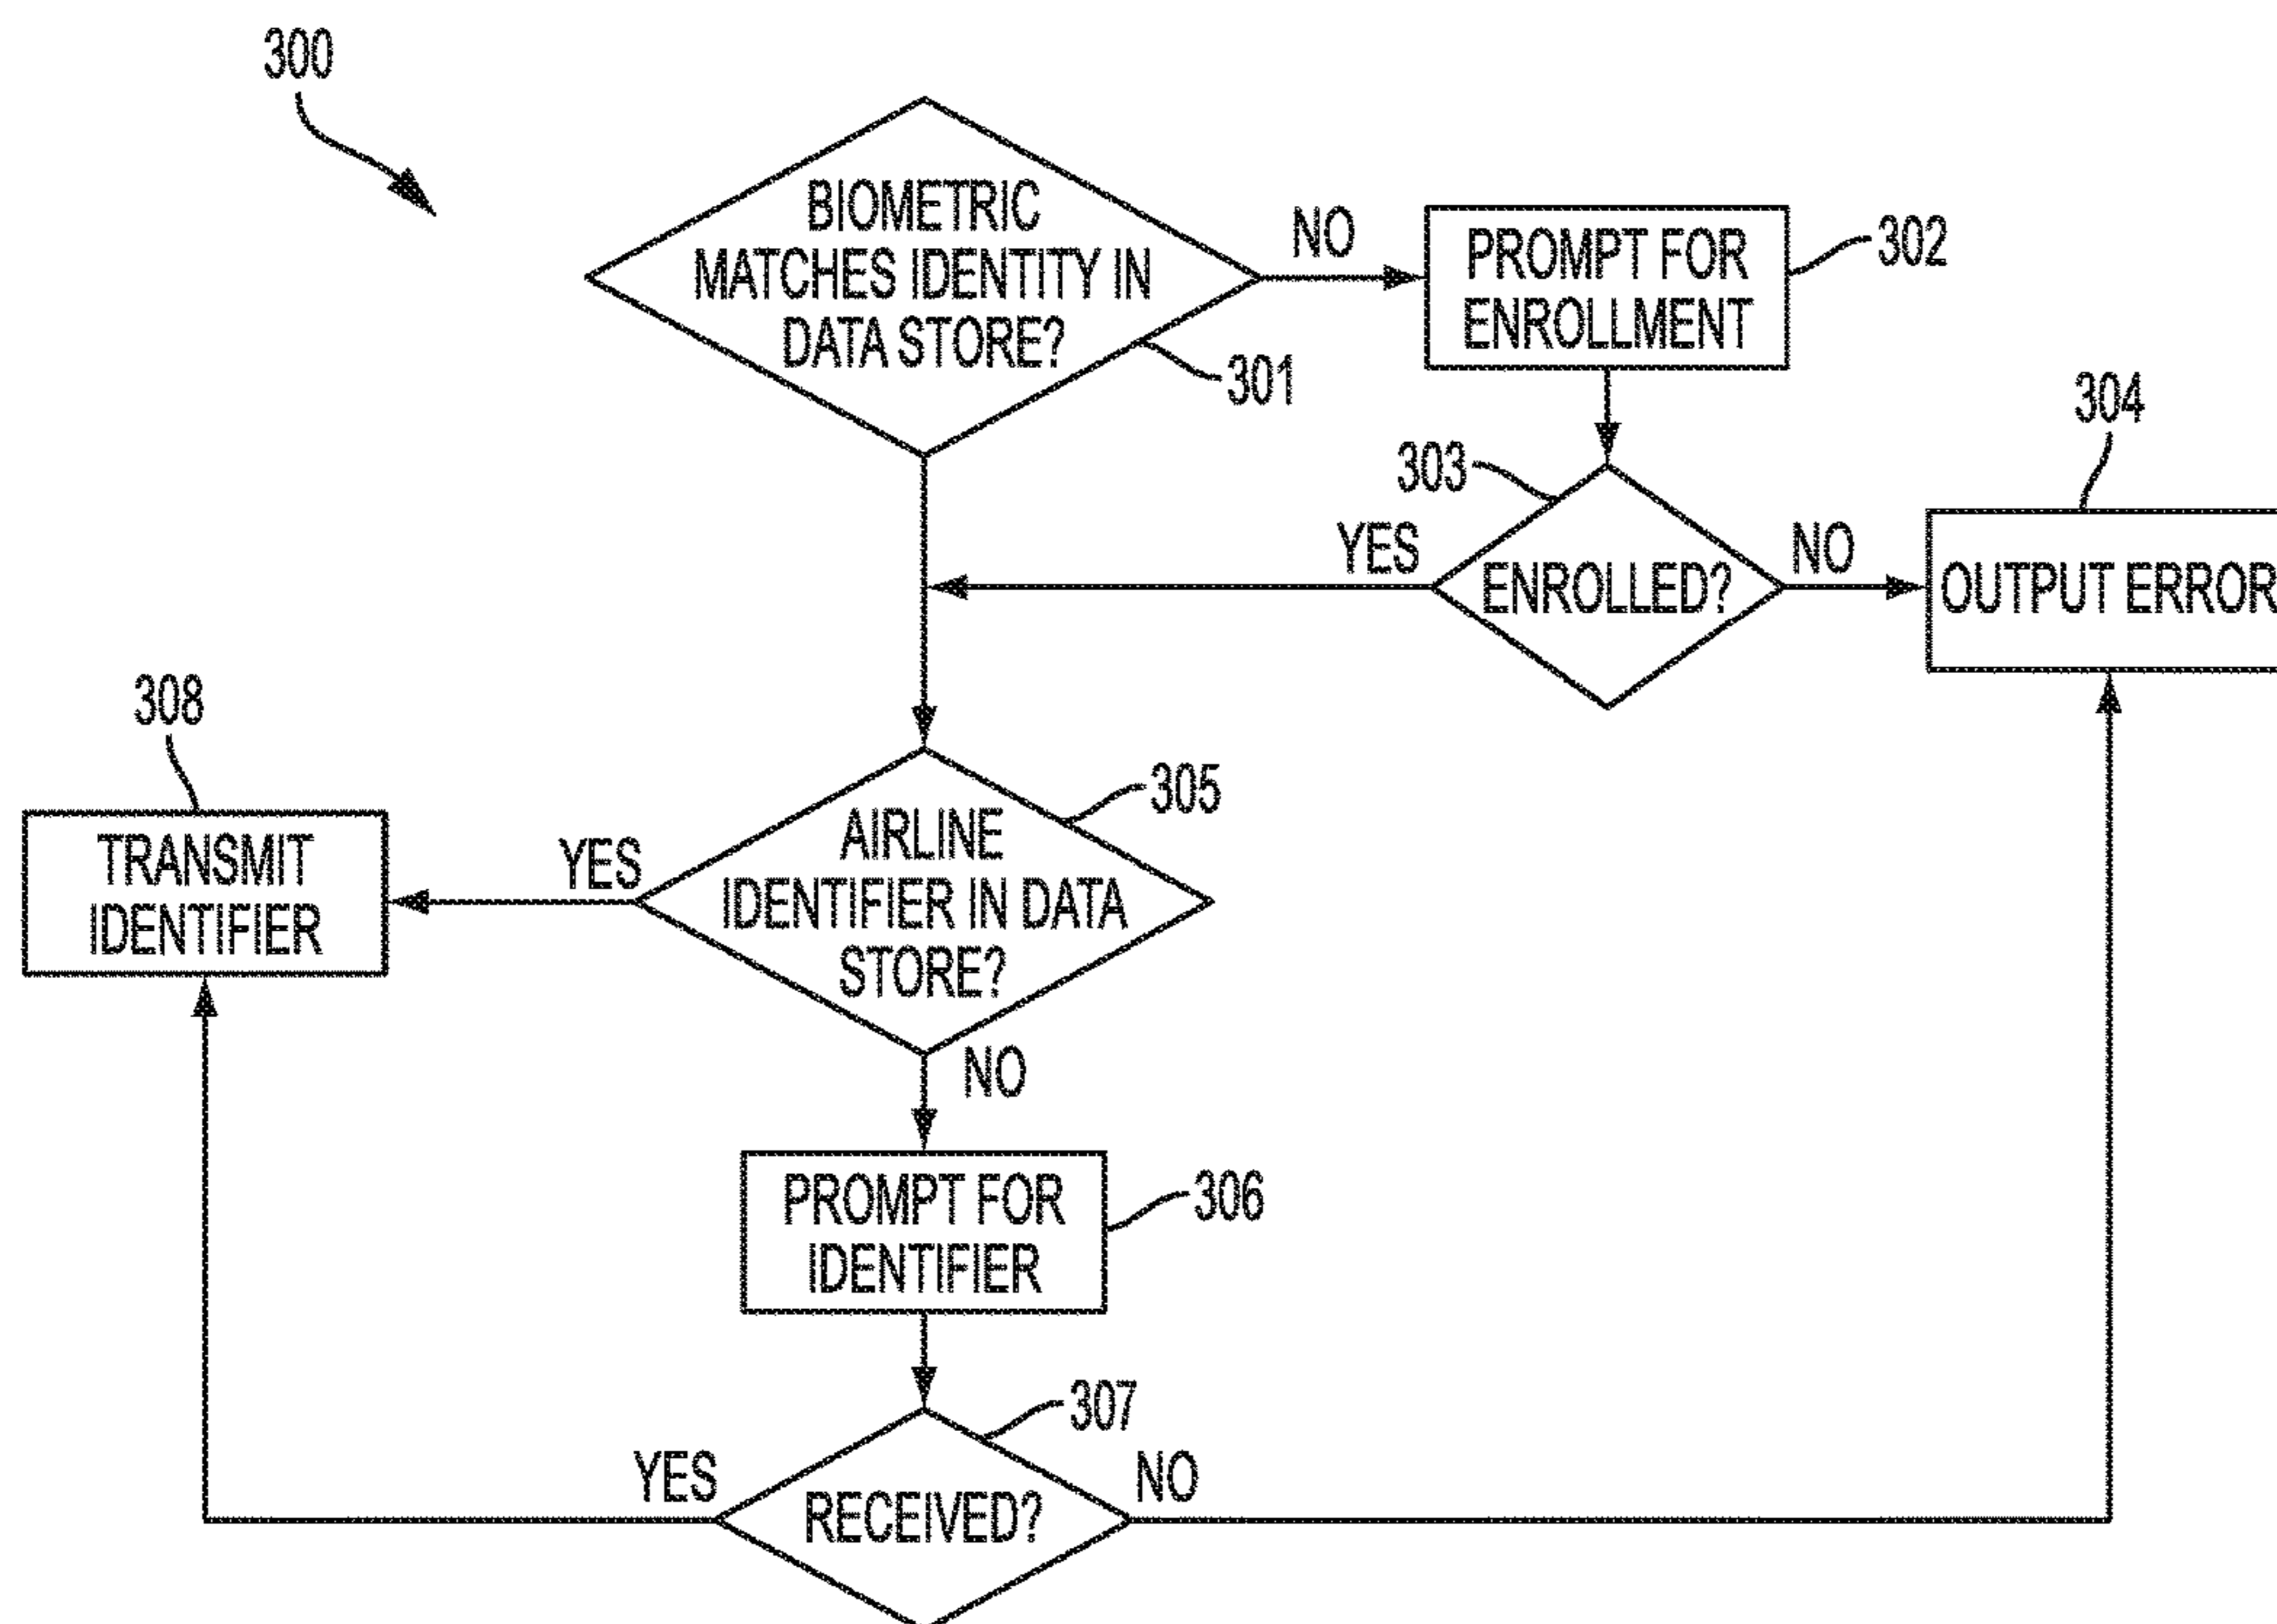 300
BIOMETRIC
MATCHES IDENTITY IN
DATA STORE?
301
NO
PROMPT FOR
ENROLLMENT
302
303
YES
ENROLLED?
NO
304
OUTPUT ERROR
308
TRANSMIT
IDENTIFIER
YES
305
AIRLINE
IDENTIFIER IN DATA
STORE?
NO
PROMPT FOR
IDENTIFIER
306
307
YES
RECEIVED?
NO